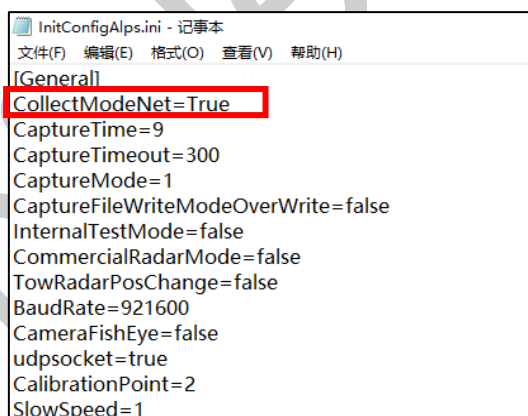 InitConfigAlps.ini - 记事本
文件(F) 编辑(E) 格式(O) 查看(V) 帮助(H)
[General]
CollectModeNet=True
CaptureTime=9
CaptureTimeout=300
CaptureMode=1
CaptureFileWriteModeOverWrite=false
InternalTestMode=false
CommercialRadarMode=false
TowRadarPosChange=false
BaudRate=921600
CameraFishEye=false
udpsocket=true
CalibrationPoint=2
SlowSpeed=1